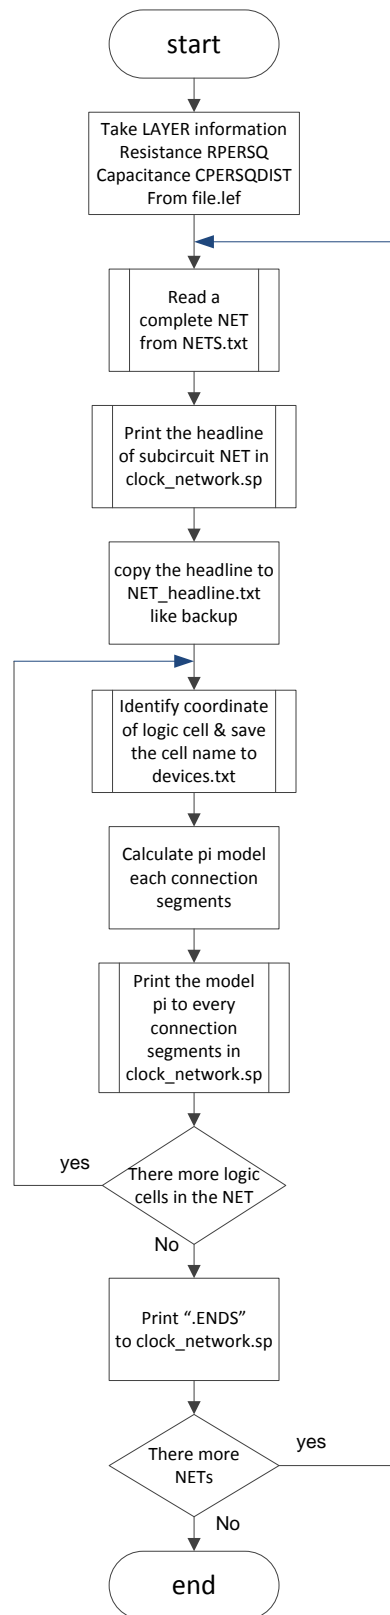 start
Take LAYER information
Resistance RPERSQ
Capacitance CPERSQDIST
From file.lef
Read a
complete NET
from NETS.txt
Print the headline
of subcircuit NET in
clock_network.sp
copy the headline to
NET_headline.txt
like backup
Identify coordinate
of logic cell & save
the cell name to
devices.txt
Calculate pi model
each connection
segments
Print the model
pi to every
connection
segments in
clock_network.sp
yes
There more logic
cells in the NET
No
Print “.ENDS”
to clock_network.sp
There more
NETs
yes
No
end